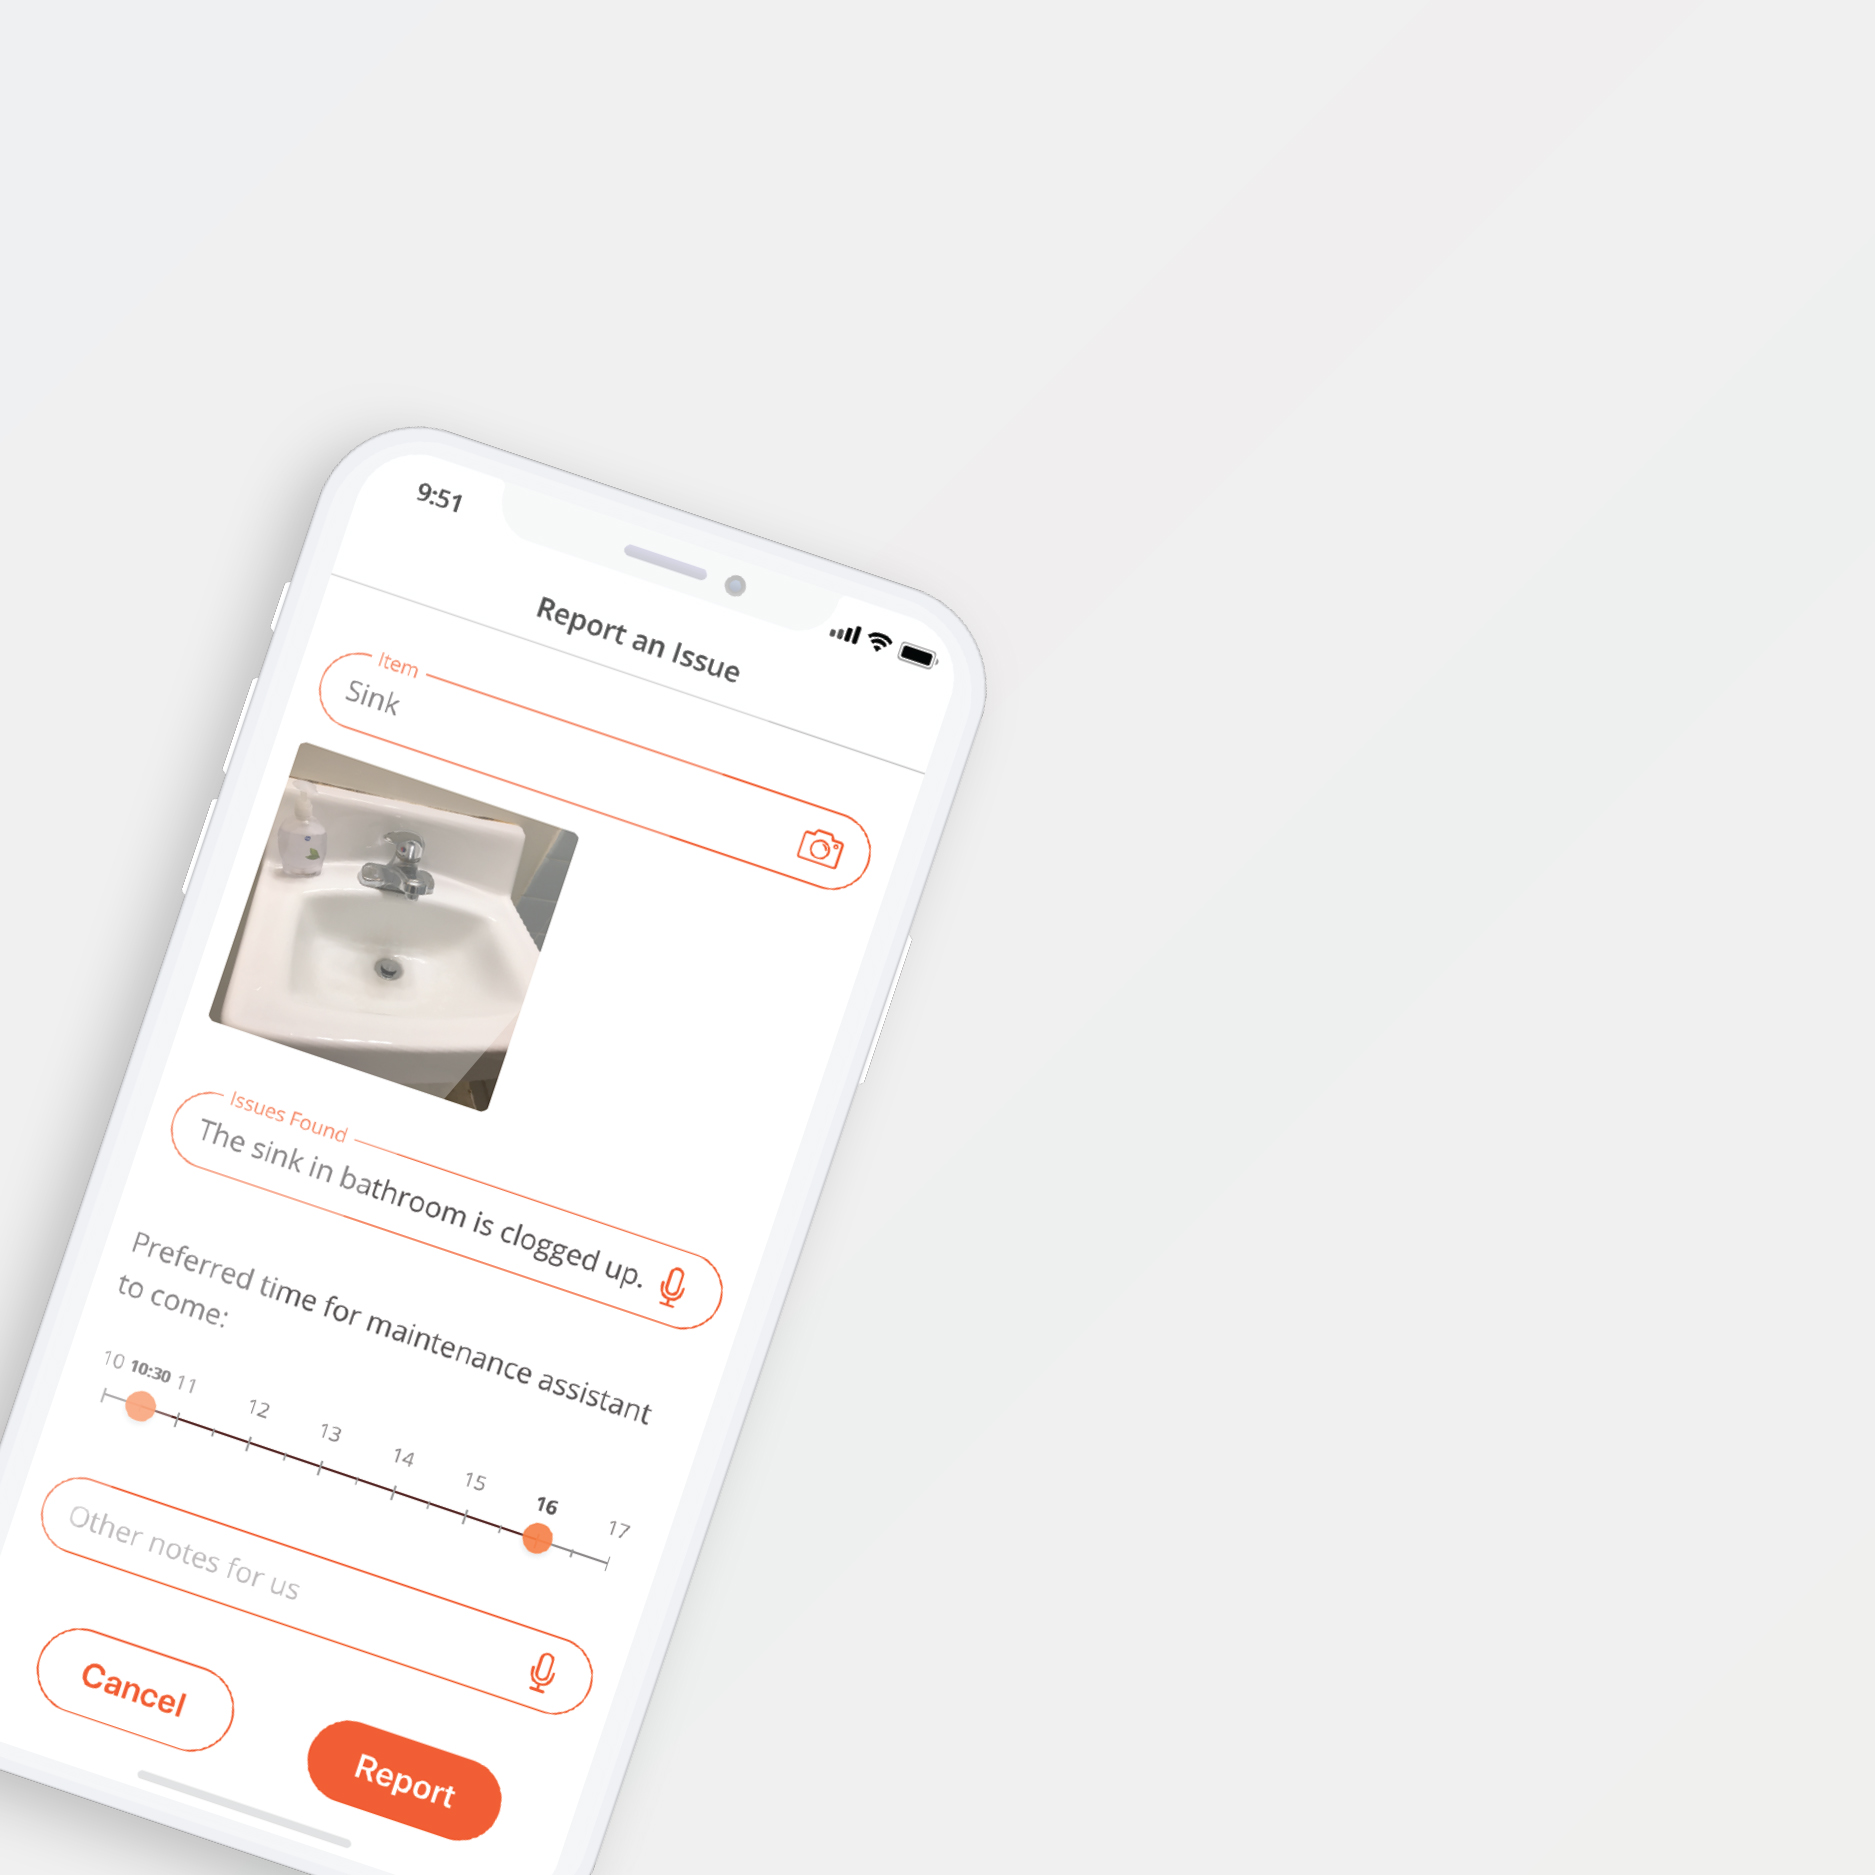 9:51
Report an Issue
Item
Sink
Issues Found
The sink in bathroom is clogged up.
Preferred time for maintenance assistant
to come:
10 10:30 11 12 13 14 15 16 17
Other notes for us
Cancel
Report